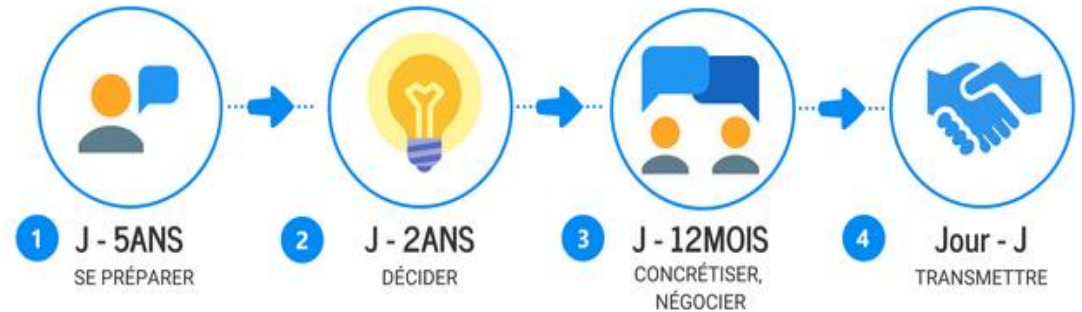 1 J - 5ANS
SE PRÉPARER
2 J - 2ANS
DÉCIDER
3 J - 12MOIS
CONCRÉTISER,
NÉGOCIER
4 Jour - J
TRANSMETTRE